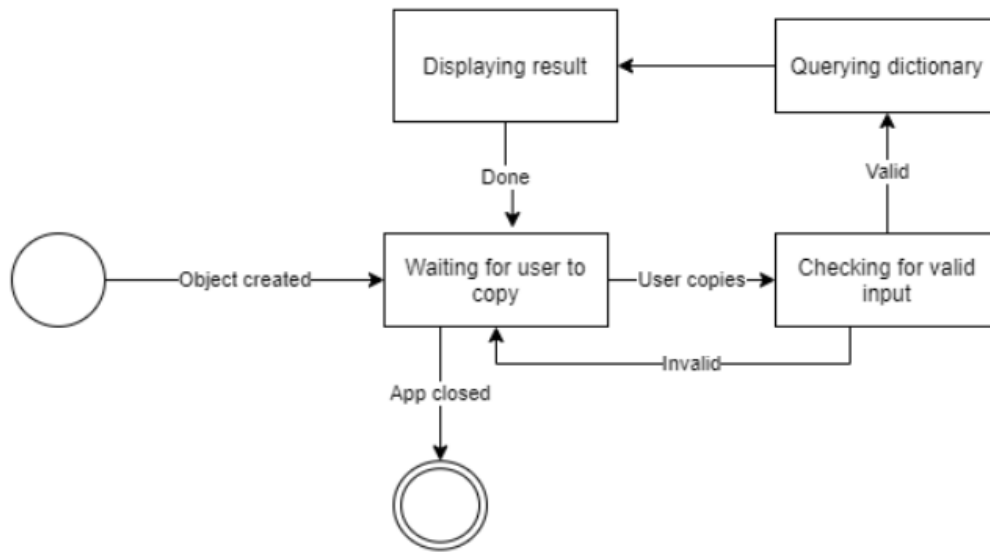 Displaying result
Querying dictionary
Done
Valid
Object created
Waiting for user to
copy
User copies
Checking for valid
input
Invalid
App closed